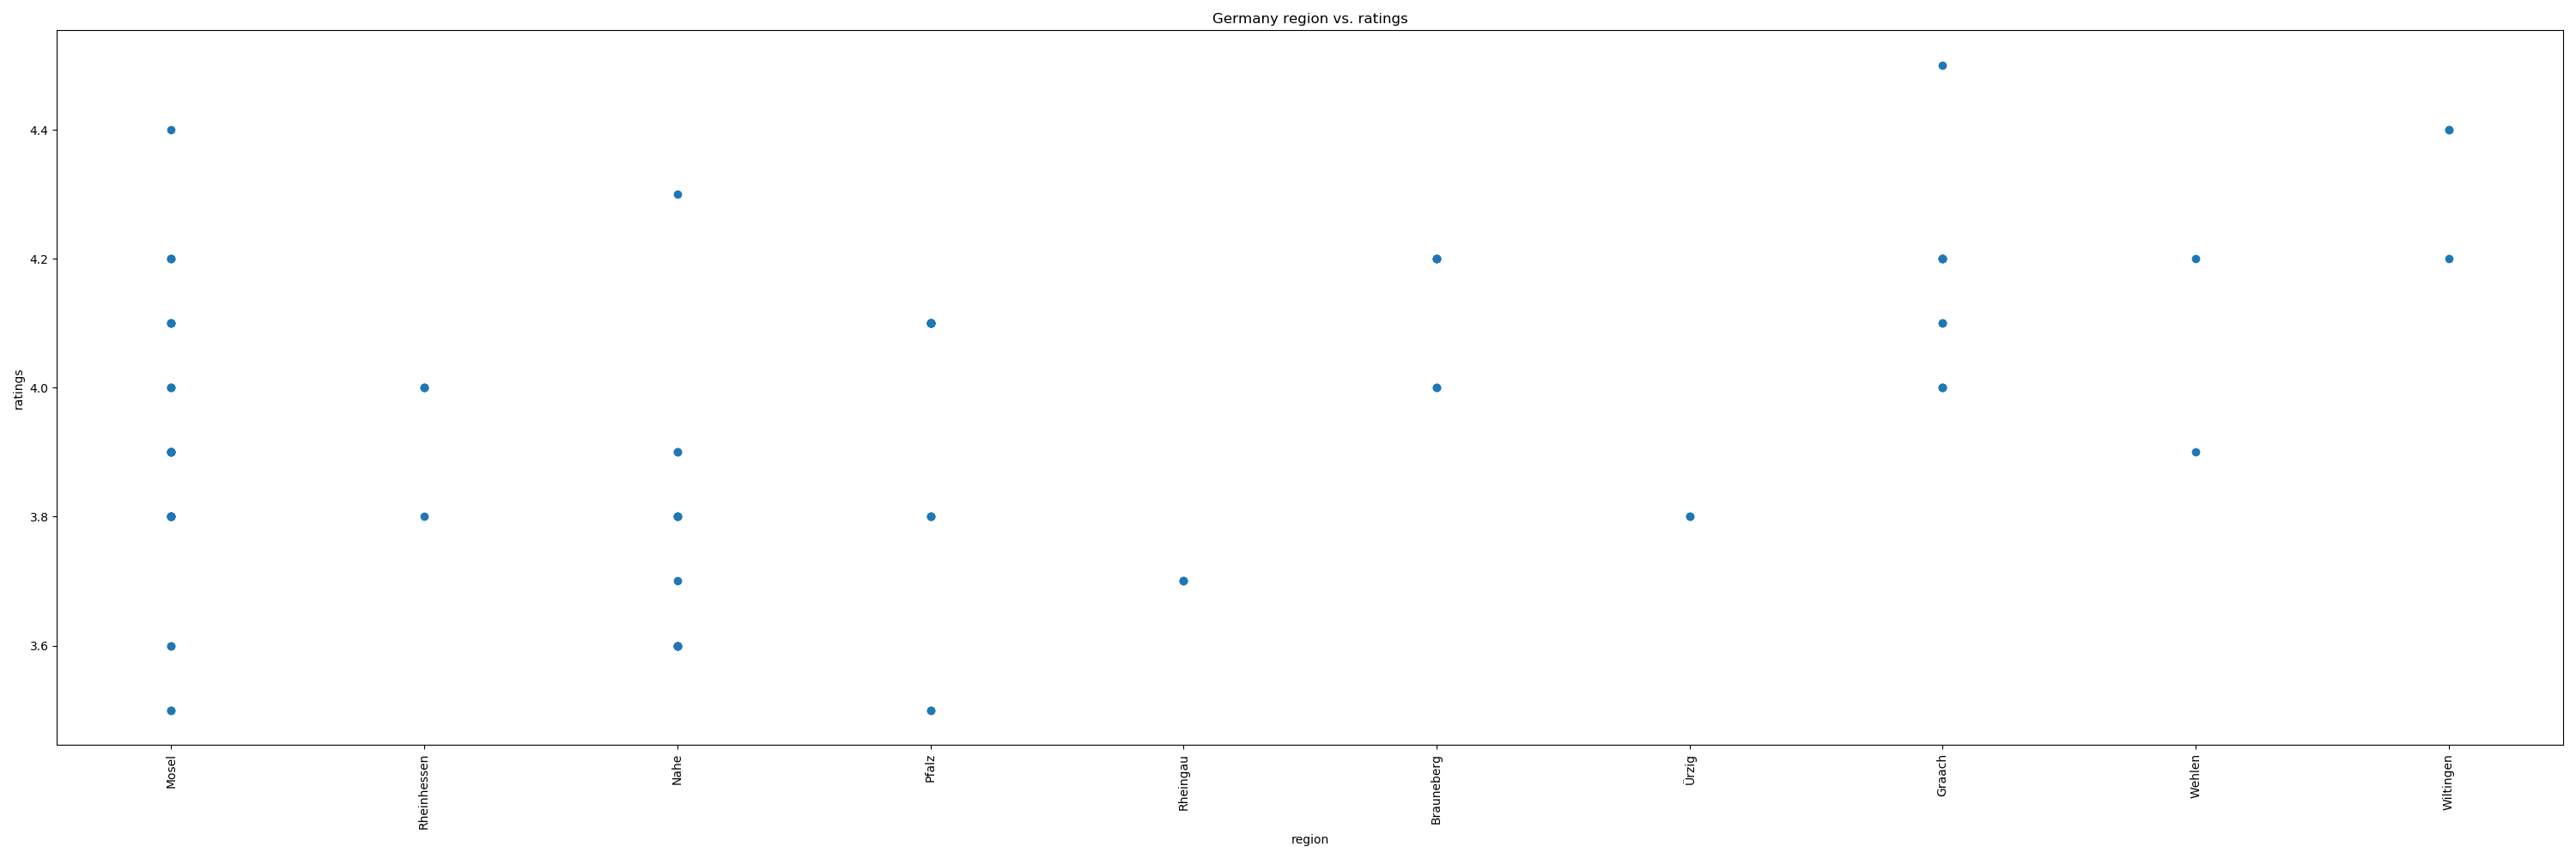 Germany region vs. ratings
ratings
4.4
4.2
4.0
3.8
3.6
Mosel
Rheinhessen
Nahe
Pfalz
Rheingau
Brauneberg
Ürzig
Graach
Wehlen
Wiltingen
region